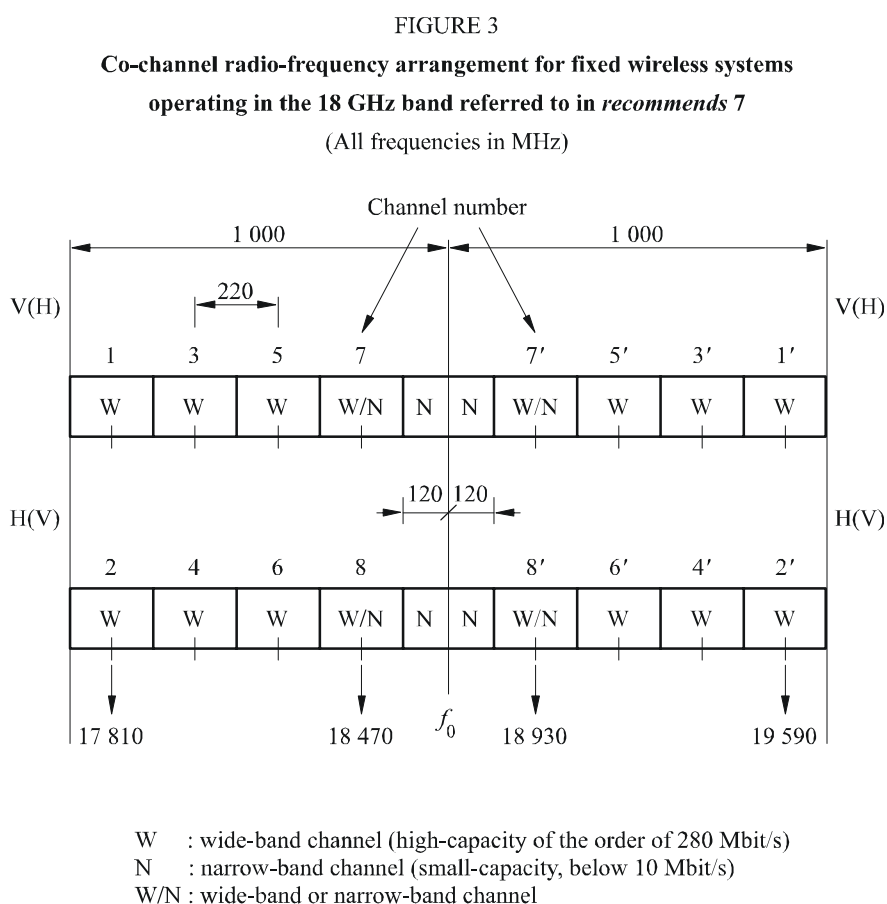 FIGURE 3
Co-channel radio-frequency arrangement for fixed wireless systems
operating in the 18 GHz band referred to in recommends 7
(All frequencies in MHz)
Channel number
1 000 1 000
V(H) 220 V(H)
1 3 5 7 7′ 5′ 3′ 1′
W W W W/N N N W/N W W W
120 120
H(V) H(V)
2 4 6 8 8′ 6′ 4′ 2′
W W W W/N N N W/N W W W
17 810 18 470 f0 18 930 19 590
W : wide-band channel (high-capacity of the order of 280 Mbit/s)
N : narrow-band channel (small-capacity, below 10 Mbit/s)
W/N : wide-band or narrow-band channel